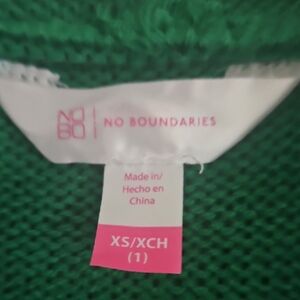 NO
BO
NO BOUNDARIES
Made in/
Hecho en
China
XS/XCH
(1)